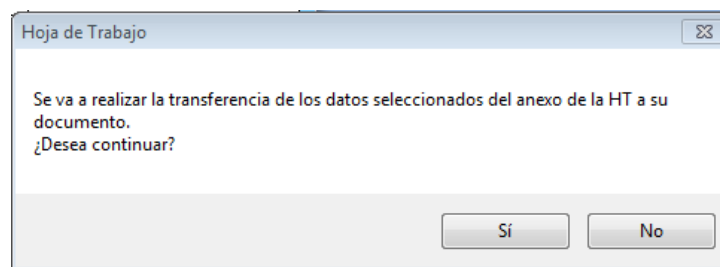 Hoja de Trabajo
Se va a realizar la transferencia de los datos seleccionados del anexo de la HT a su
documento.
¿Desea continuar?
Sí
No